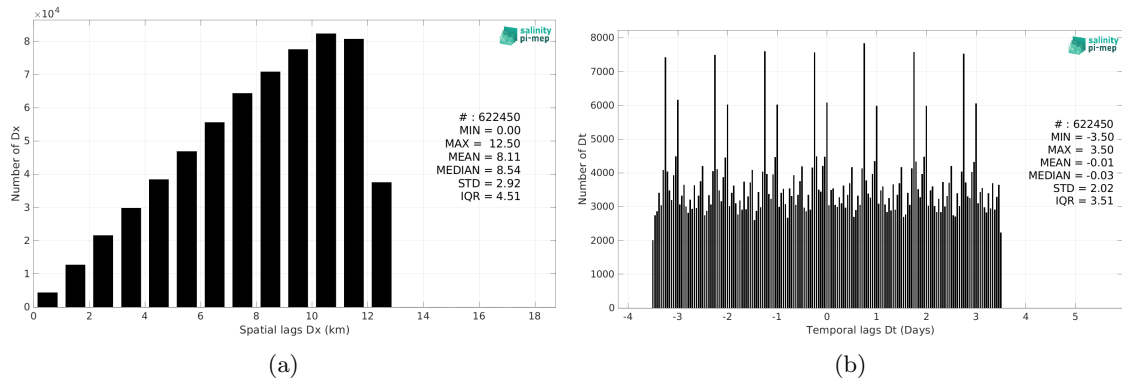 ×10⁴
8
7
6
5
4
3
2
1
0
Number of Dx
0 2 4 6 8 10 12 14 16 18
Spatial lags Dx (km)
salinity
pi-mep
# : 622450
MIN = 0.00
MAX = 12.50
MEAN = 8.11
MEDIAN = 8.54
STD = 2.92
IQR = 4.51
(a)
8000
7000
6000
5000
4000
3000
2000
1000
0
Number of Dt
-4 -3 -2 -1 0 1 2 3 4 5
Temporal lags Dt (Days)
salinity
pi-mep
# : 622450
MIN = -3.50
MAX = 3.50
MEAN = -0.01
MEDIAN = -0.03
STD = 2.02
IQR = 3.51
(b)